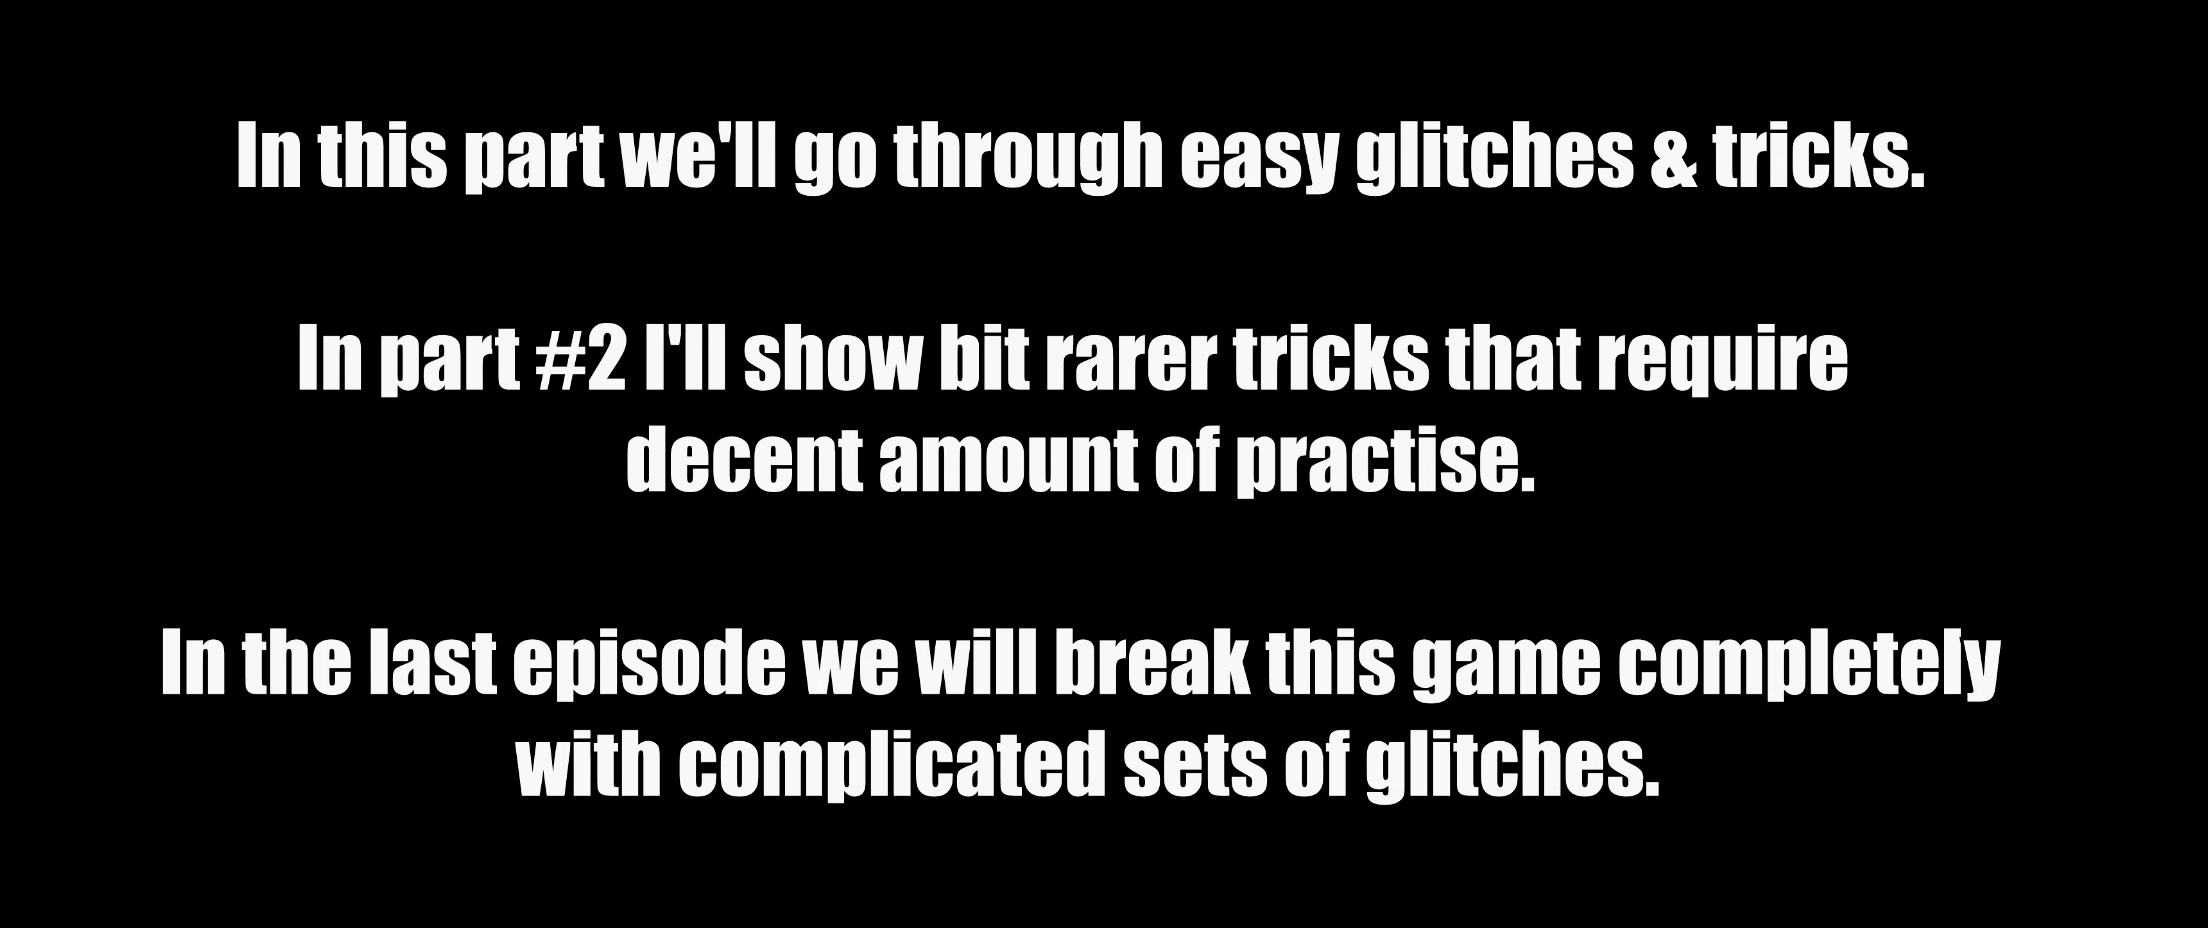 In this part we'll go through easy glitches & tricks.
In part #2 I'll show bit rarer tricks that require
decent amount of practise.
In the last episode we will break this game completely
with complicated sets of glitches.